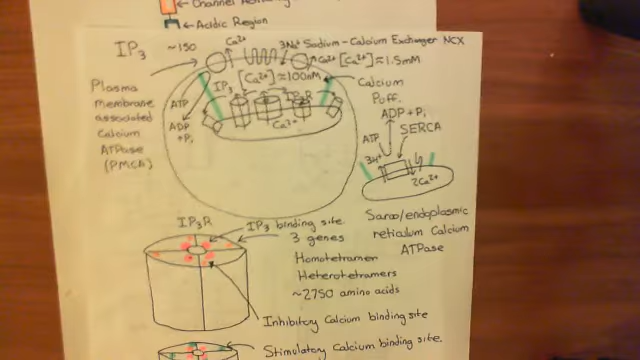 Channel
Acidic Region
IP3
~150
Ca2+
3Na+ Sodium-Calcium Exchanger NCX
Ca2+ [Ca2+]≈1.5mM
IP3 [Ca2+]≈100nM
Calcium
Puff.
Plasma
membrane
associated
Calcium
ATPase
(PMCA)
ATP
ADP
+Pi
IP3R
Ca2+
ADP+Pi
ATP
SERCA
3H+
2Ca2+
Sarco/endoplasmic
reticulum Calcium
ATPase
IP3R
IP3 binding site
3 genes
Homotetramer
Heterotetramers
~2750 amino acids
Inhibitory Calcium binding site
Stimulatory Calcium binding site.